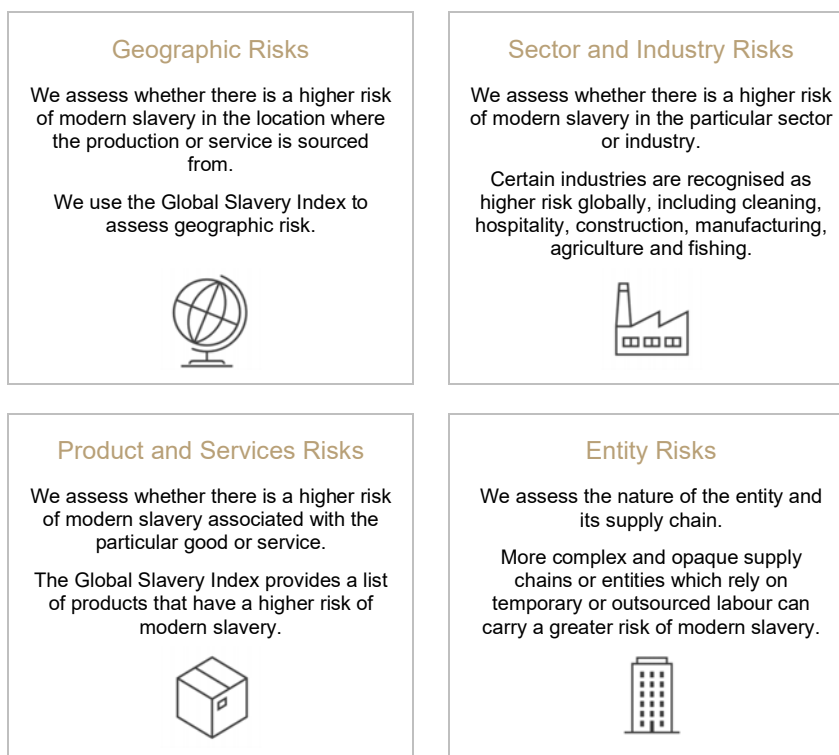 Geographic Risks
We assess whether there is a higher risk
of modern slavery in the location where
the production or service is sourced
from.
We use the Global Slavery Index to
assess geographic risk.
Sector and Industry Risks
We assess whether there is a higher risk
of modern slavery in the particular sector
or industry.
Certain industries are recognised as
higher risk globally, including cleaning,
hospitality, construction, manufacturing,
agriculture and fishing.
Product and Services Risks
We assess whether there is a higher risk
of modern slavery associated with the
particular good or service.
The Global Slavery Index provides a list
of products that have a higher risk of
modern slavery.
Entity Risks
We assess the nature of the entity and
its supply chain.
More complex and opaque supply
chains or entities which rely on
temporary or outsourced labour can
carry a greater risk of modern slavery.